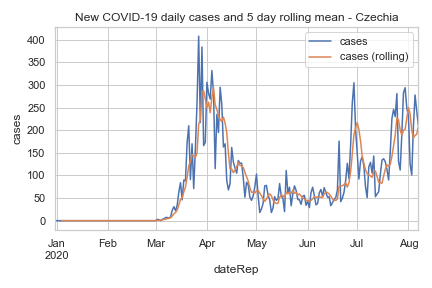 New COVID-19 daily cases and 5 day rolling mean - Czechia
cases
cases (rolling)
400
350
300
250
200
150
100
50
0
cases
Jan Feb Mar Apr May Jun Jul Aug
2020
dateRep